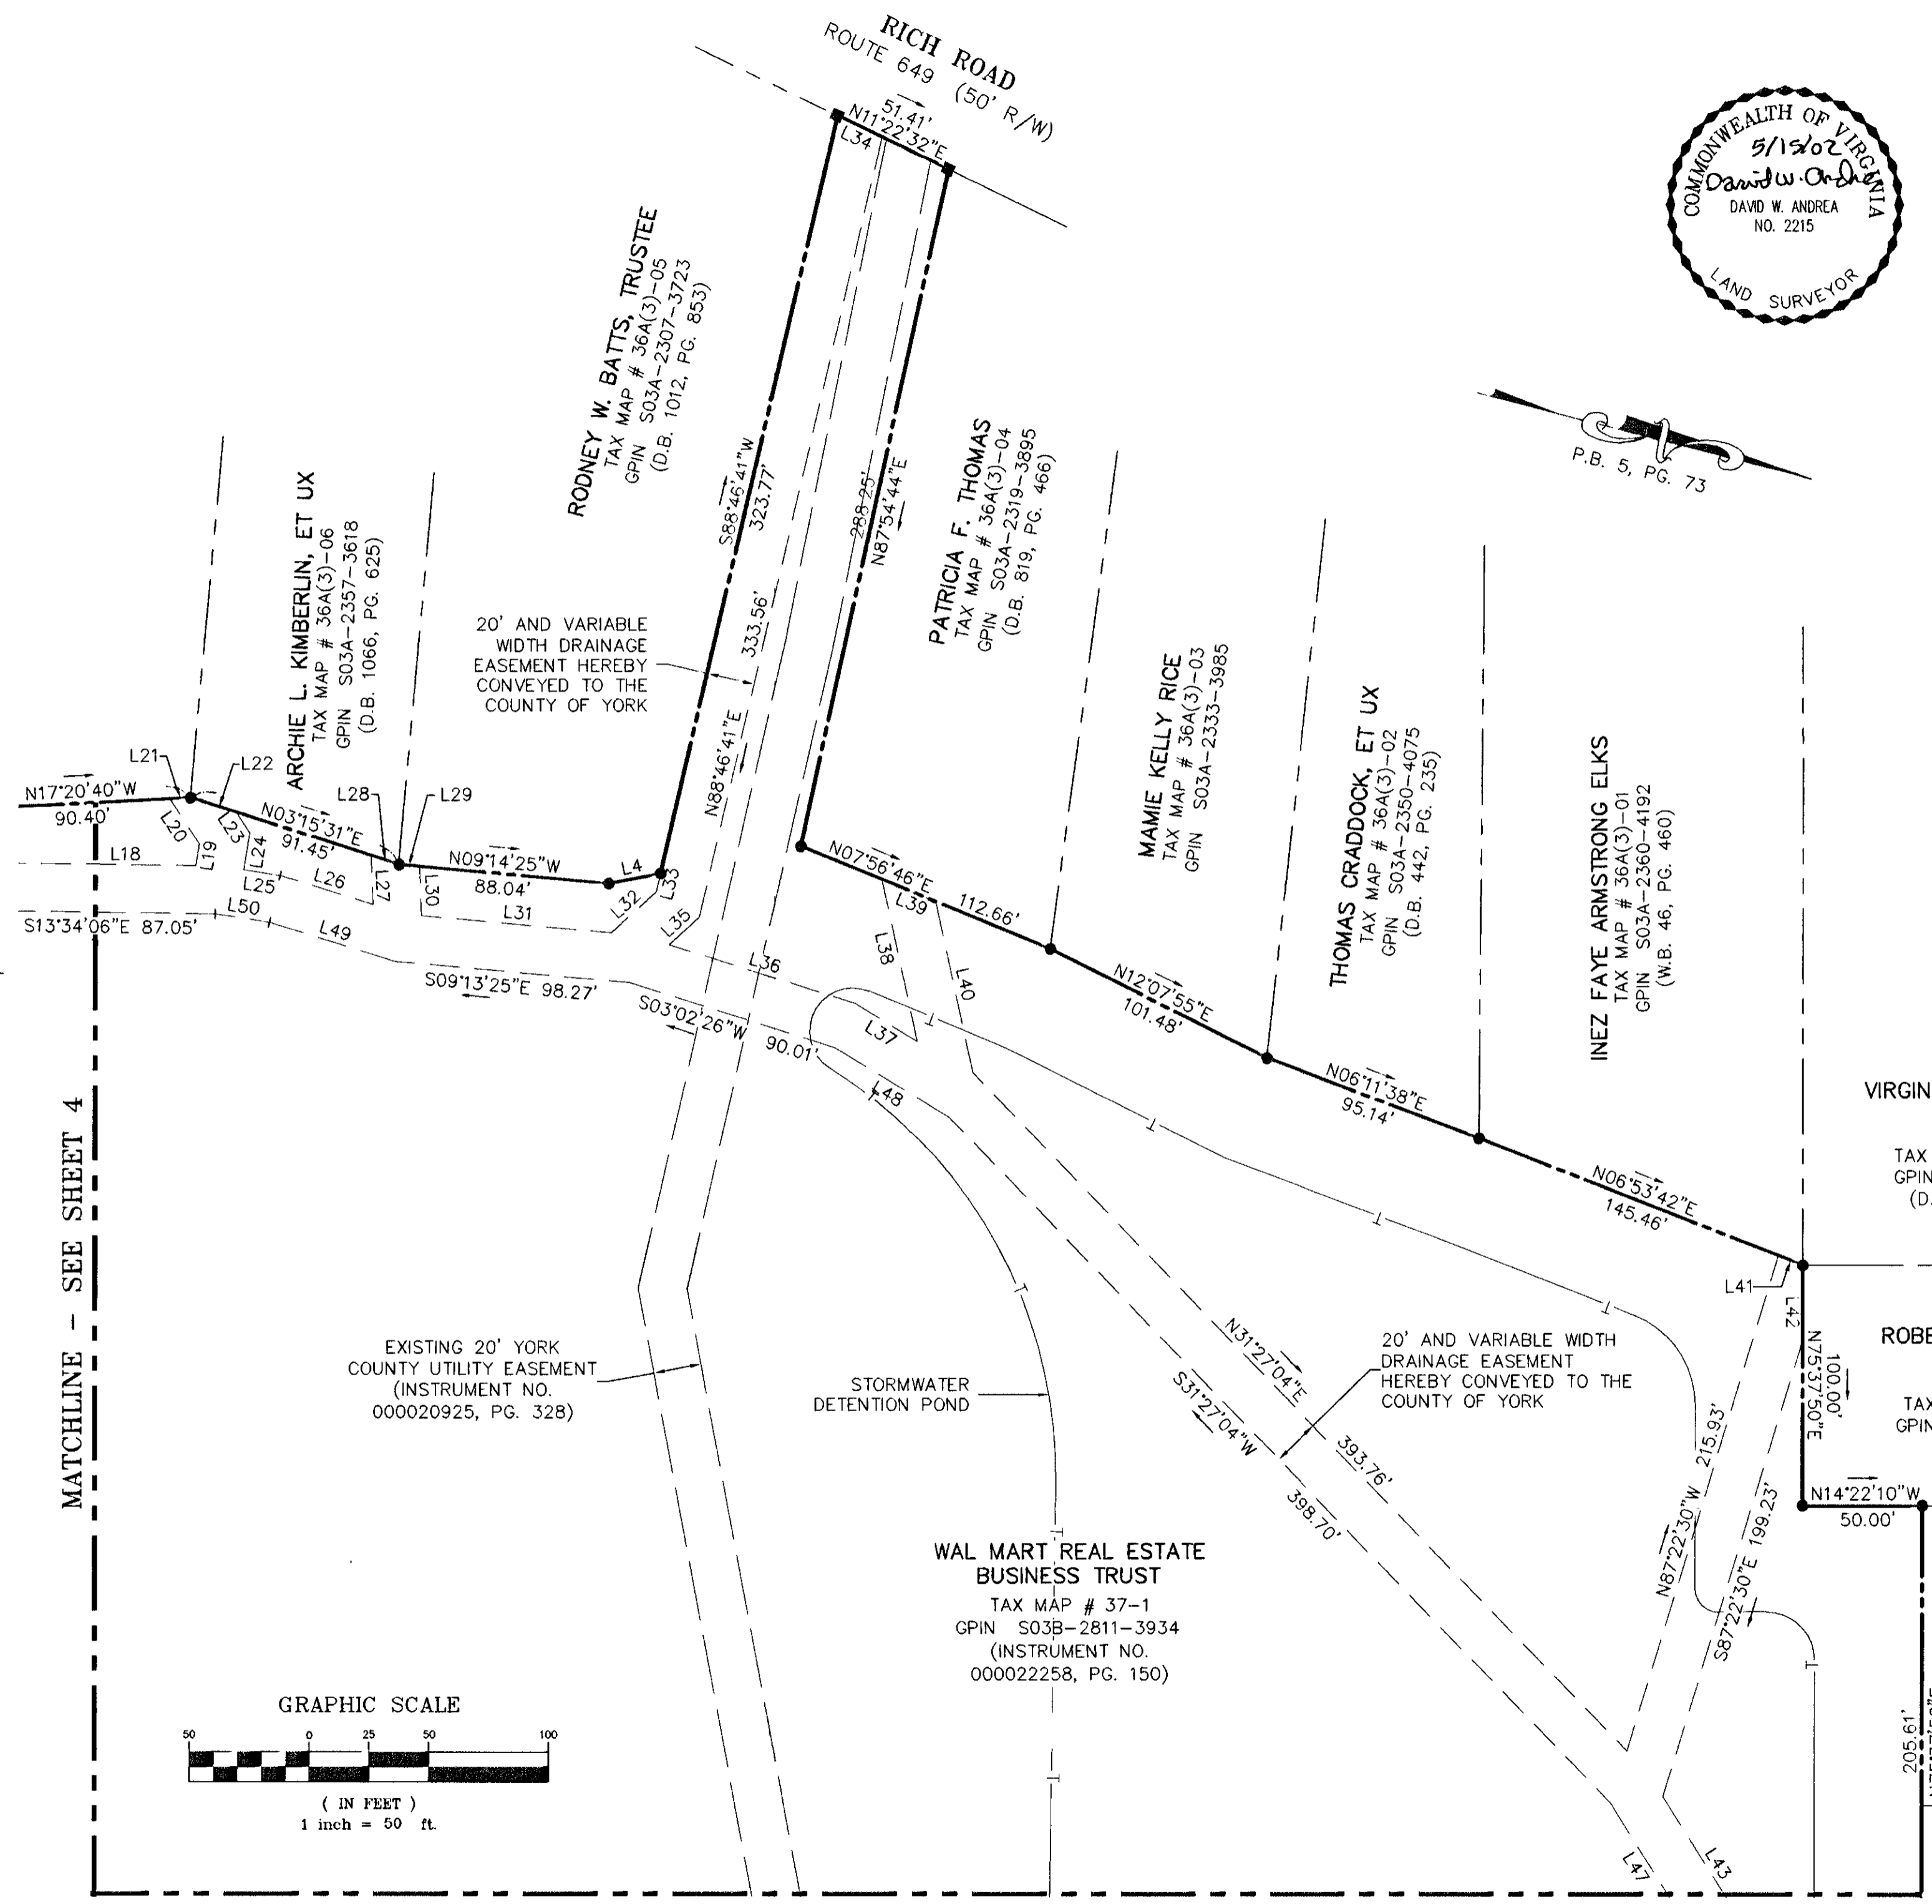 RICH ROAD
ROUTE 649 (50' R/W)
51.41'
N11°22'32"E
L34
COMMONWEALTH OF VIRGINIA
5/15/02
David W. Andrea
DAVID W. ANDREA
NO. 2215
LAND SURVEYOR
P.B. 5, PG. 73
RODNEY W. BATTS, TRUSTEE
TAX MAP # 36A(3)-05
GPIN S03A-2307-3723
(D.B. 1012, PG. 853)
S88°46'41"W
323.77'
288.25'
N87°54'44"E
333.56'
N88°46'41"E
ARCHIE L. KIMBERLIN, ET UX
TAX MAP # 36A(3)-06
GPIN S03A-2357-3618
(D.B. 1066, PG. 625)
PATRICIA F. THOMAS
TAX MAP # 36A(3)-04
GPIN S03A-2319-3895
(D.B. 819, PG. 466)
20' AND VARIABLE
WIDTH DRAINAGE
EASEMENT HEREBY
CONVEYED TO THE
COUNTY OF YORK
MAMIE KELLY RICE
TAX MAP # 36A(3)-03
GPIN S03A-2333-3985
THOMAS CRADDOCK, ET UX
TAX MAP # 36A(3)-02
GPIN S03A-2350-4075
(D.B. 442, PG. 235)
INEZ FAYE ARMSTRONG ELKS
TAX MAP # 36A(3)-01
GPIN S03A-2360-4192
(W.B. 46, PG. 460)
L21
L22
N17°20'40"W
90.40'
L20
L23
N03°15'31"E
91.45'
L28
L29
L18
L19
L24
L25
L26
L27
L30
N09°14'25"W
88.04'
L4
L31
L32
L33
L35
L50
L49
S13°34'06"E 87.05'
S09°13'25"E 98.27'
L36
S03°02'26"W 90.01'
L37
L38
L39
L40
L48
N07°56'46"E
112.66'
N12°07'55"E
101.48'
N06°11'38"E
95.14'
N06°53'42"E
145.46'
L41
L42
N75°37'50"E
100.00'
N14°22'10"W
50.00'
VIRGIN
TAX
GPIN
(D.
ROBE
TAX
GPIN
MATCHLINE - SEE SHEET 4
EXISTING 20' YORK
COUNTY UTILITY EASEMENT
(INSTRUMENT NO.
000020925, PG. 328)
STORMWATER
DETENTION POND
20' AND VARIABLE WIDTH
DRAINAGE EASEMENT
HEREBY CONVEYED TO THE
COUNTY OF YORK
N31°27'04"E
393.76'
S31°27'04"W
398.70'
N87°22'30"W 215.93'
S87°22'30"E 199.23'
WAL MART REAL ESTATE
BUSINESS TRUST
TAX MAP # 37-1
GPIN S03B-2811-3934
(INSTRUMENT NO.
000022258, PG. 150)
205.61'
L47
L43
GRAPHIC SCALE
50 0 25 50 100
( IN FEET )
1 inch = 50 ft.